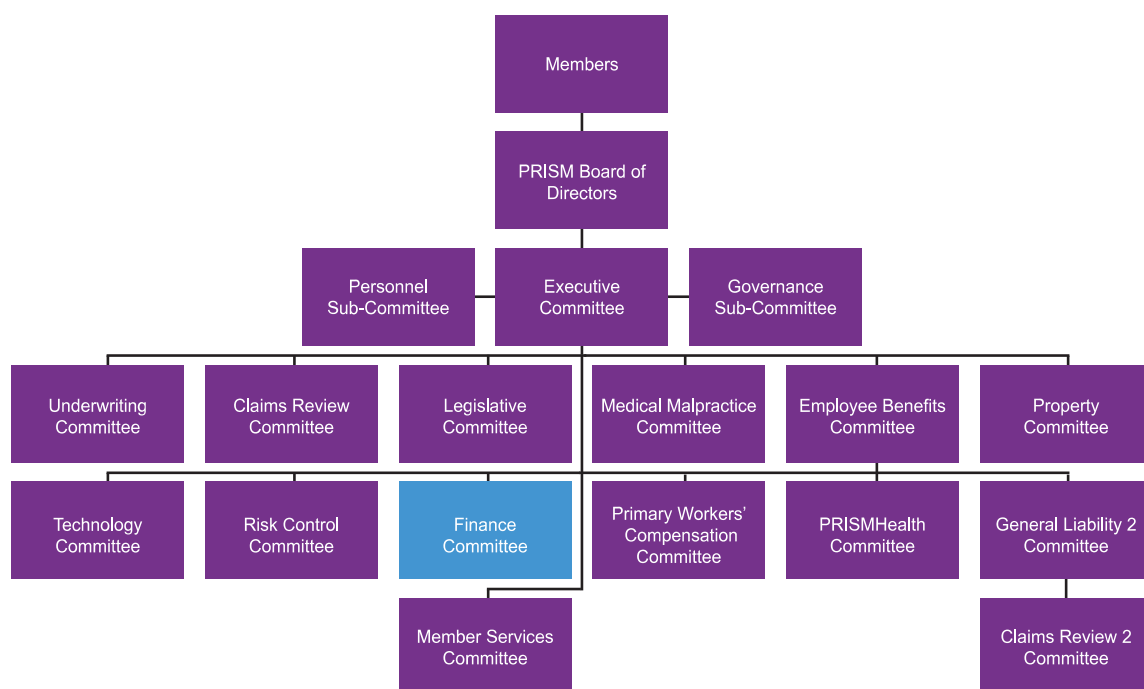 Members
PRISM Board of
Directors
Personnel
Sub-Committee
Executive
Committee
Governance
Sub-Committee
Underwriting
Committee
Claims Review
Committee
Legislative
Committee
Medical Malpractice
Committee
Employee Benefits
Committee
Property
Committee
Technology
Committee
Risk Control
Committee
Finance
Committee
Primary Workers’
Compensation
Committee
PRISMHealth
Committee
General Liability 2
Committee
Member Services
Committee
Claims Review 2
Committee